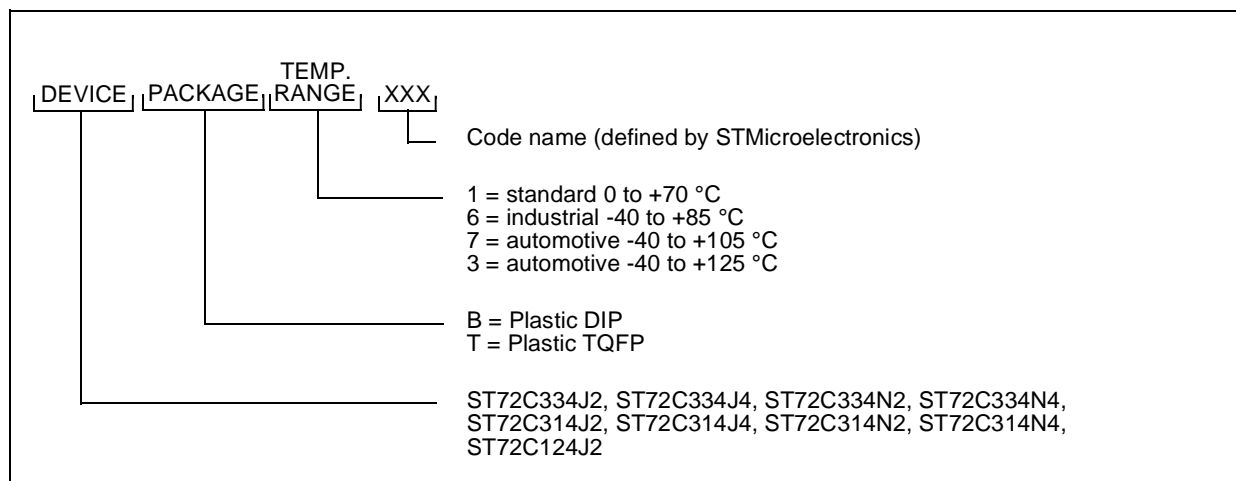 TEMP.
DEVICE PACKAGE RANGE XXX
Code name (defined by STMicroelectronics)
1 = standard 0 to +70 °C
6 = industrial -40 to +85 °C
7 = automotive -40 to +105 °C
3 = automotive -40 to +125 °C
B = Plastic DIP
T = Plastic TQFP
ST72C334J2, ST72C334J4, ST72C334N2, ST72C334N4,
ST72C314J2, ST72C314J4, ST72C314N2, ST72C314N4,
ST72C124J2